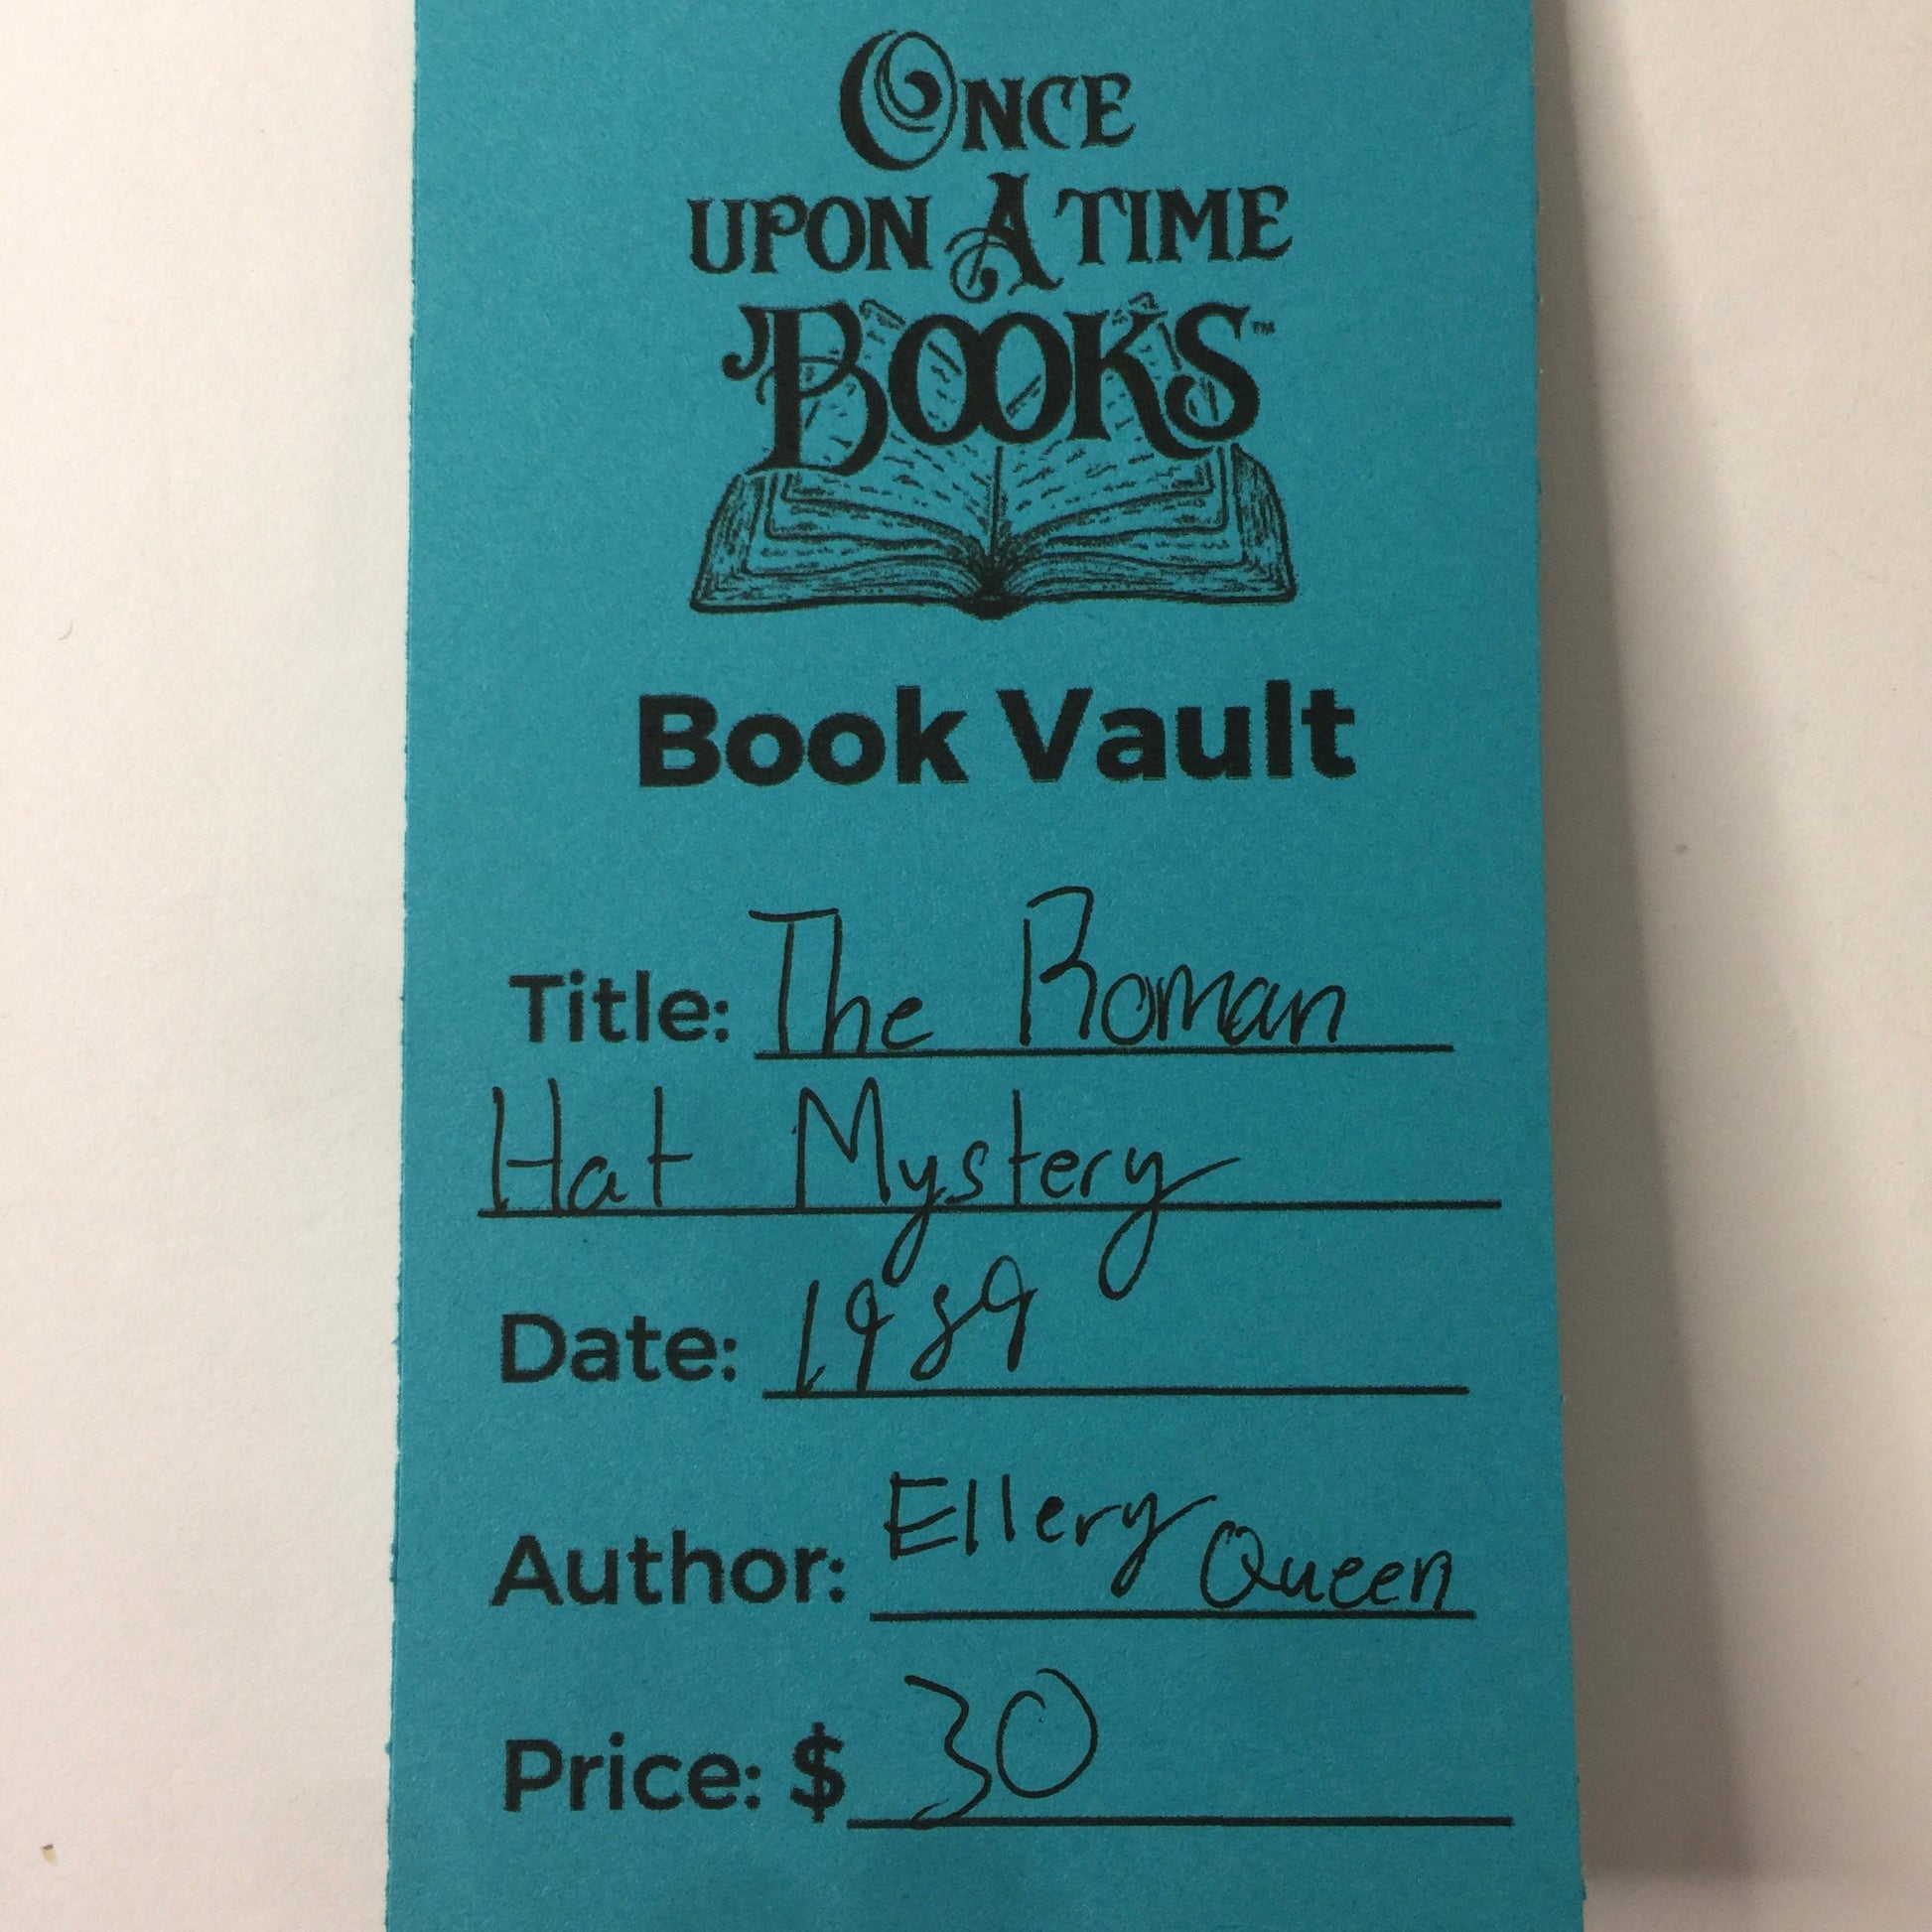 ONCE
UPON A TIME
BOOKS™
Book Vault
Title: The Roman
Hat Mystery
Date: 1989
Author: Ellery Queen
Price: $ 30